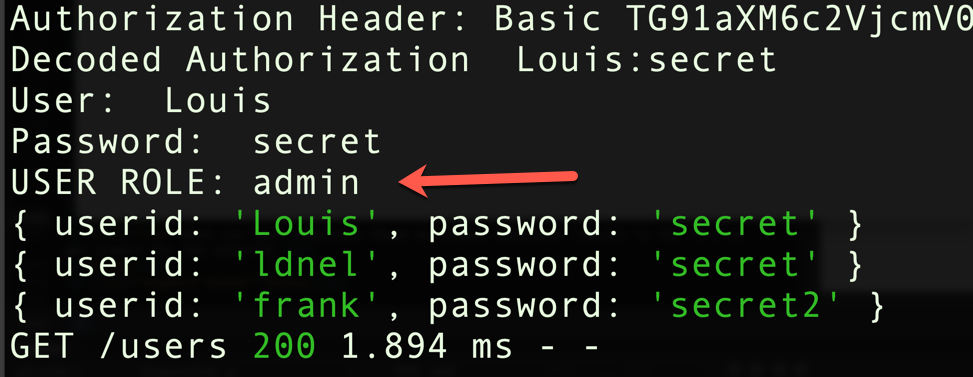 Authorization Header: Basic TG91aXM6c2VjcmV0
Decoded Authorization  Louis:secret
User:  Louis
Password:  secret
USER ROLE: admin
{ userid: 'Louis', password: 'secret' }
{ userid: 'ldnel', password: 'secret' }
{ userid: 'frank', password: 'secret2' }
GET /users 200 1.894 ms - -